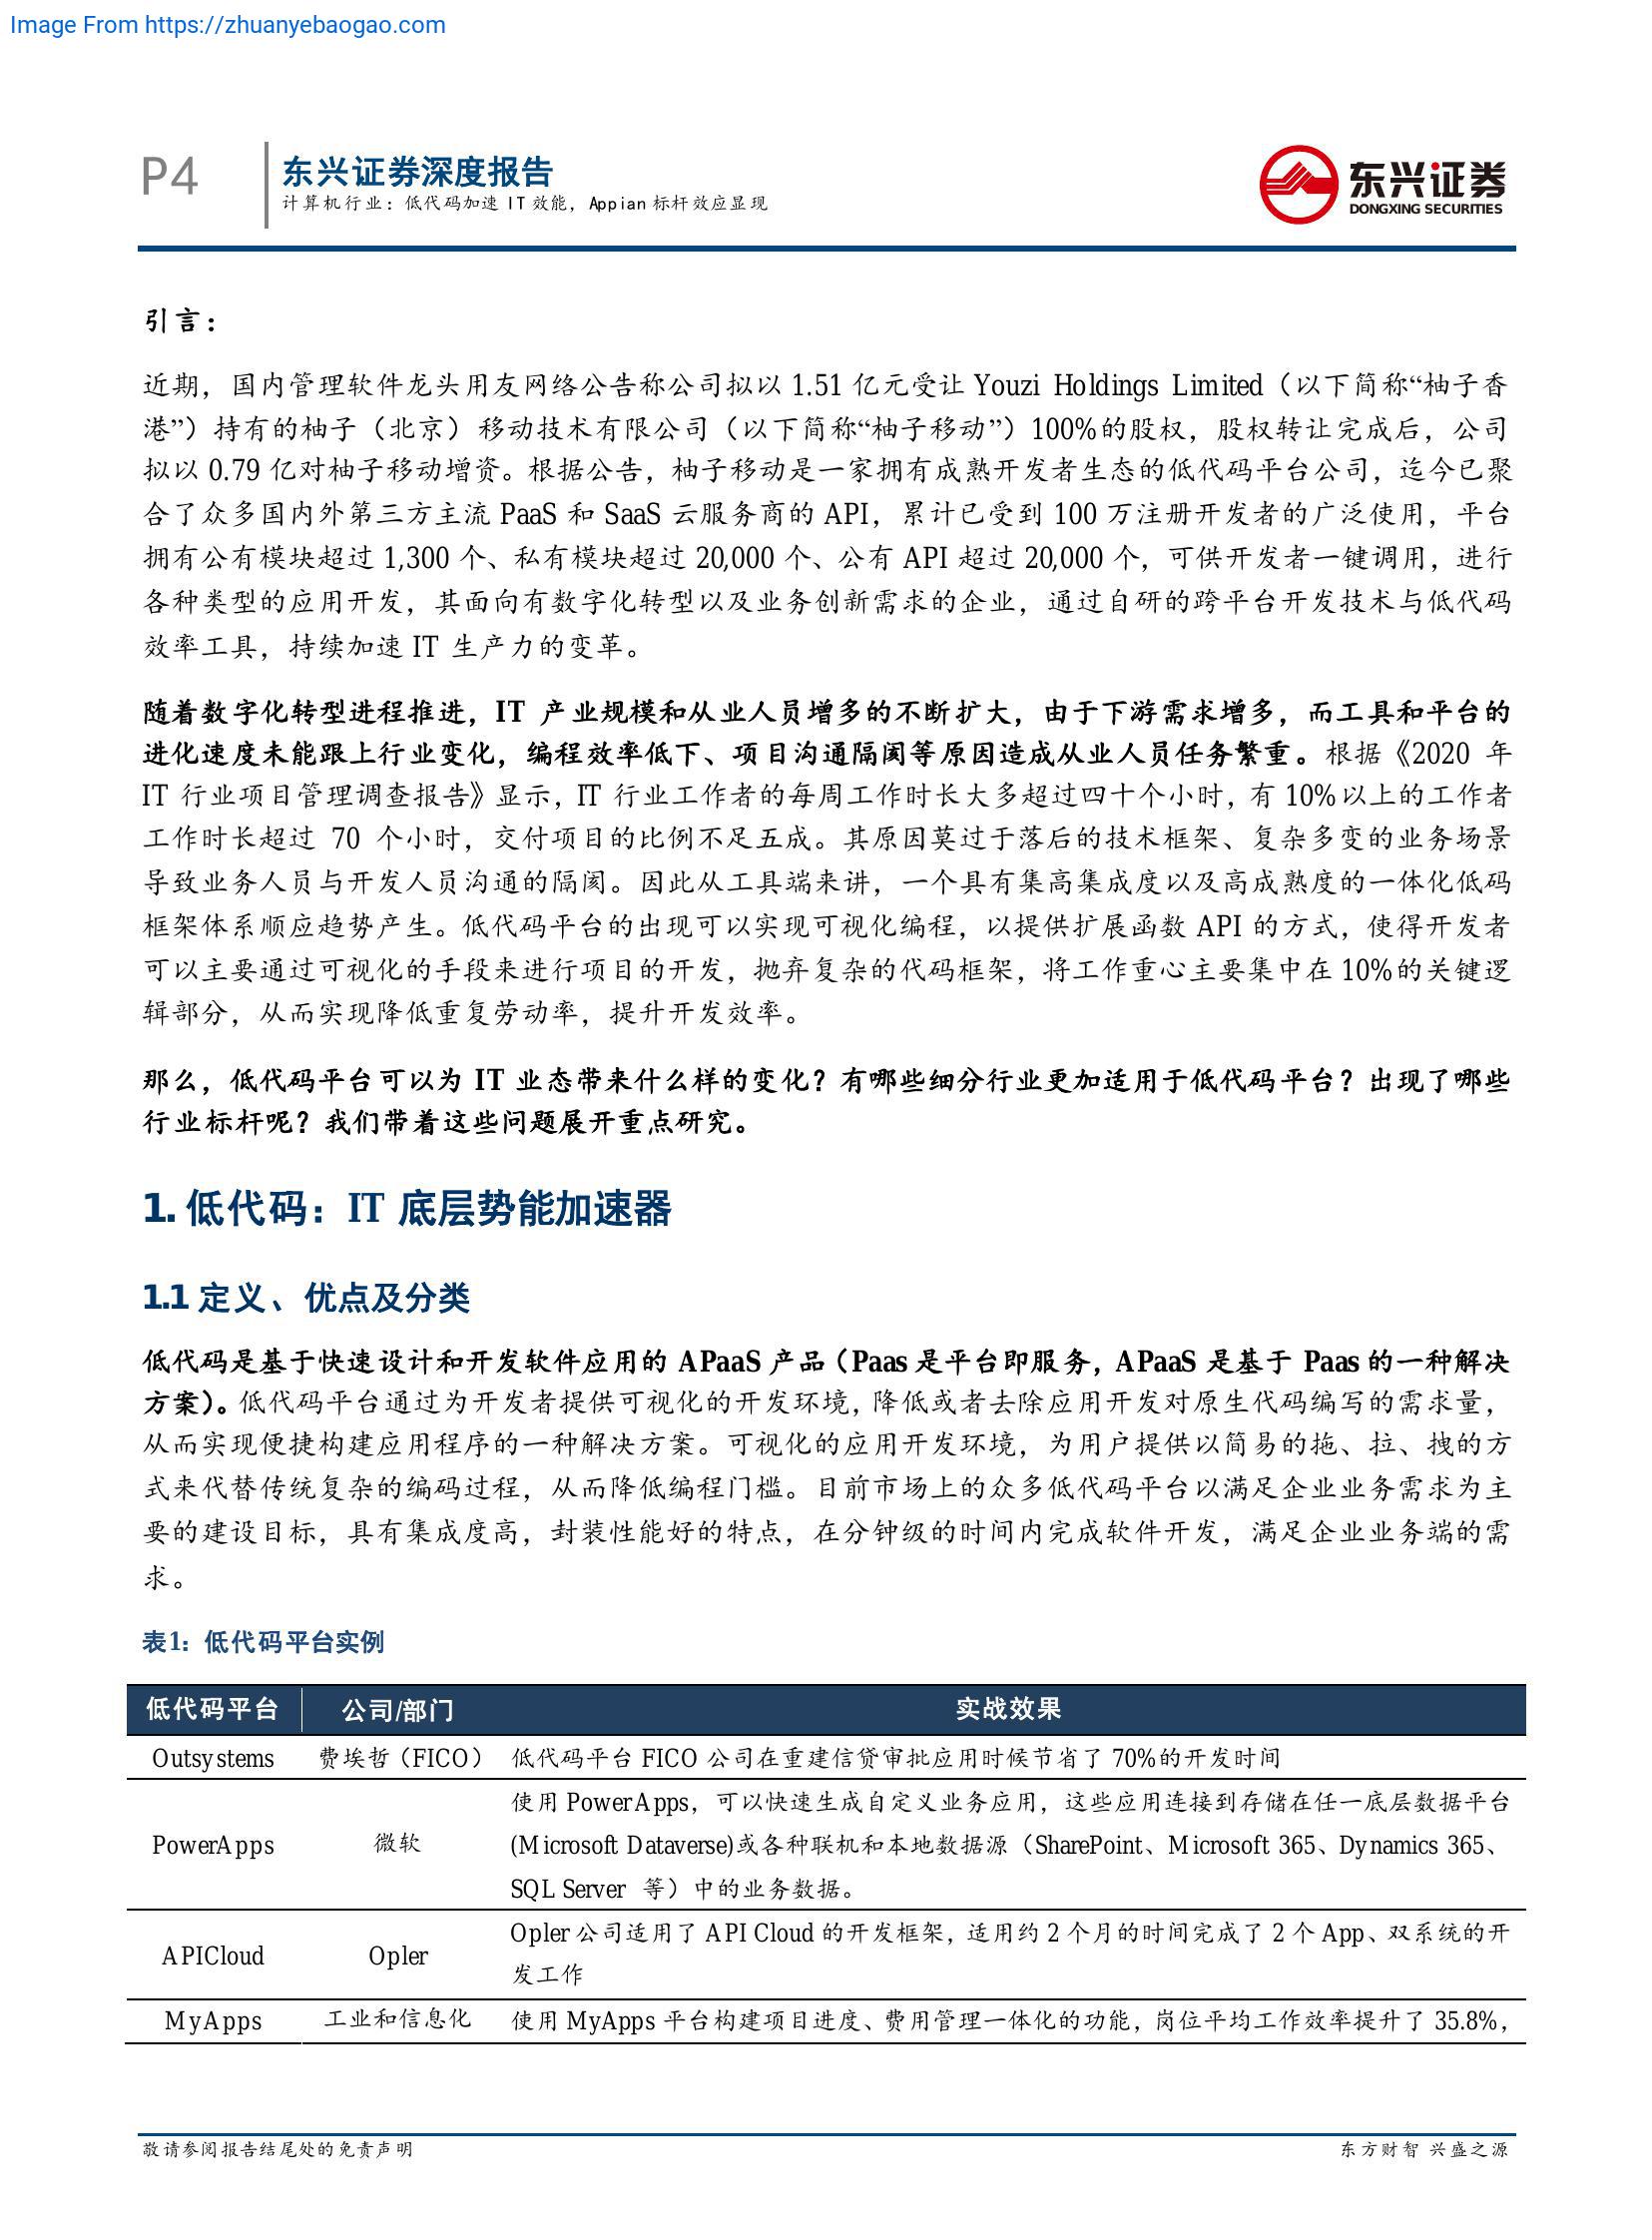 Image From https://zhuanyebaogao.com
P4
东兴证券深度报告
计算机行业：低代码加速 IT 效能，Appian 标杆效应显现
东兴证券
DONGXING SECURITIES
引言：
近期，国内管理软件龙头用友网络公告称公司拟以 1.51 亿元受让 Youzi Holdings Limited（以下简称“柚子香
港”）持有的柚子（北京）移动技术有限公司（以下简称“柚子移动”）100%的股权，股权转让完成后，公司
拟以 0.79 亿对柚子移动增资。根据公告，柚子移动是一家拥有成熟开发者生态的低代码平台公司，迄今已聚
合了众多国内外第三方主流 PaaS 和 SaaS 云服务商的 API，累计已受到 100 万注册开发者的广泛使用，平台
拥有公有模块超过 1,300 个、私有模块超过 20,000 个、公有 API 超过 20,000 个，可供开发者一键调用，进行
各种类型的应用开发，其面向有数字化转型以及业务创新需求的企业，通过自研的跨平台开发技术与低代码
效率工具，持续加速 IT 生产力的变革。
随着数字化转型进程推进，IT 产业规模和从业人员增多的不断扩大，由于下游需求增多，而工具和平台的
进化速度未能跟上行业变化，编程效率低下、项目沟通隔阂等原因造成从业人员任务繁重。根据《2020 年
IT 行业项目管理调查报告》显示，IT 行业工作者的每周工作时长大多超过四十个小时，有 10%以上的工作者
工作时长超过 70 个小时，交付项目的比例不足五成。其原因莫过于落后的技术框架、复杂多变的业务场景
导致业务人员与开发人员沟通的隔阂。因此从工具端来讲，一个具有集高集成度以及高成熟度的一体化低码
框架体系顺应趋势产生。低代码平台的出现可以实现可视化编程，以提供扩展函数 API 的方式，使得开发者
可以主要通过可视化的手段来进行项目的开发，抛弃复杂的代码框架，将工作重心主要集中在 10%的关键逻
辑部分，从而实现降低重复劳动率，提升开发效率。
那么，低代码平台可以为 IT 业态带来什么样的变化？有哪些细分行业更加适用于低代码平台？出现了哪些
行业标杆呢？我们带着这些问题展开重点研究。
1. 低代码：IT 底层势能加速器
1.1 定义、优点及分类
低代码是基于快速设计和开发软件应用的 APaaS 产品（Paas 是平台即服务，APaaS 是基于 Paas 的一种解决
方案）。低代码平台通过为开发者提供可视化的开发环境，降低或者去除应用开发对原生代码编写的需求量，
从而实现便捷构建应用程序的一种解决方案。可视化的应用开发环境，为用户提供以简易的拖、拉、拽的方
式来代替传统复杂的编码过程，从而降低编程门槛。目前市场上的众多低代码平台以满足企业业务需求为主
要的建设目标，具有集成度高，封装性能好的特点，在分钟级的时间内完成软件开发，满足企业业务端的需
求。
表1：低代码平台实例
低代码平台 公司/部门 实战效果
Outsystems 费埃哲（FICO） 低代码平台 FICO 公司在重建信贷审批应用时候节省了 70%的开发时间
使用 PowerApps，可以快速生成自定义业务应用，这些应用连接到存储在任一底层数据平台
PowerApps 微软 (Microsoft Dataverse)或各种联机和本地数据源（SharePoint、Microsoft 365、Dynamics 365、
SQL Server 等）中的业务数据。
Opler 公司适用了 API Cloud 的开发框架，适用约 2 个月的时间完成了 2 个 App、双系统的开
APICloud Opler
发工作
MyApps 工业和信息化 使用 MyApps 平台构建项目进度、费用管理一体化的功能，岗位平均工作效率提升了 35.8%，
敬请参阅报告结尾处的免责声明
东方财智 兴盛之源